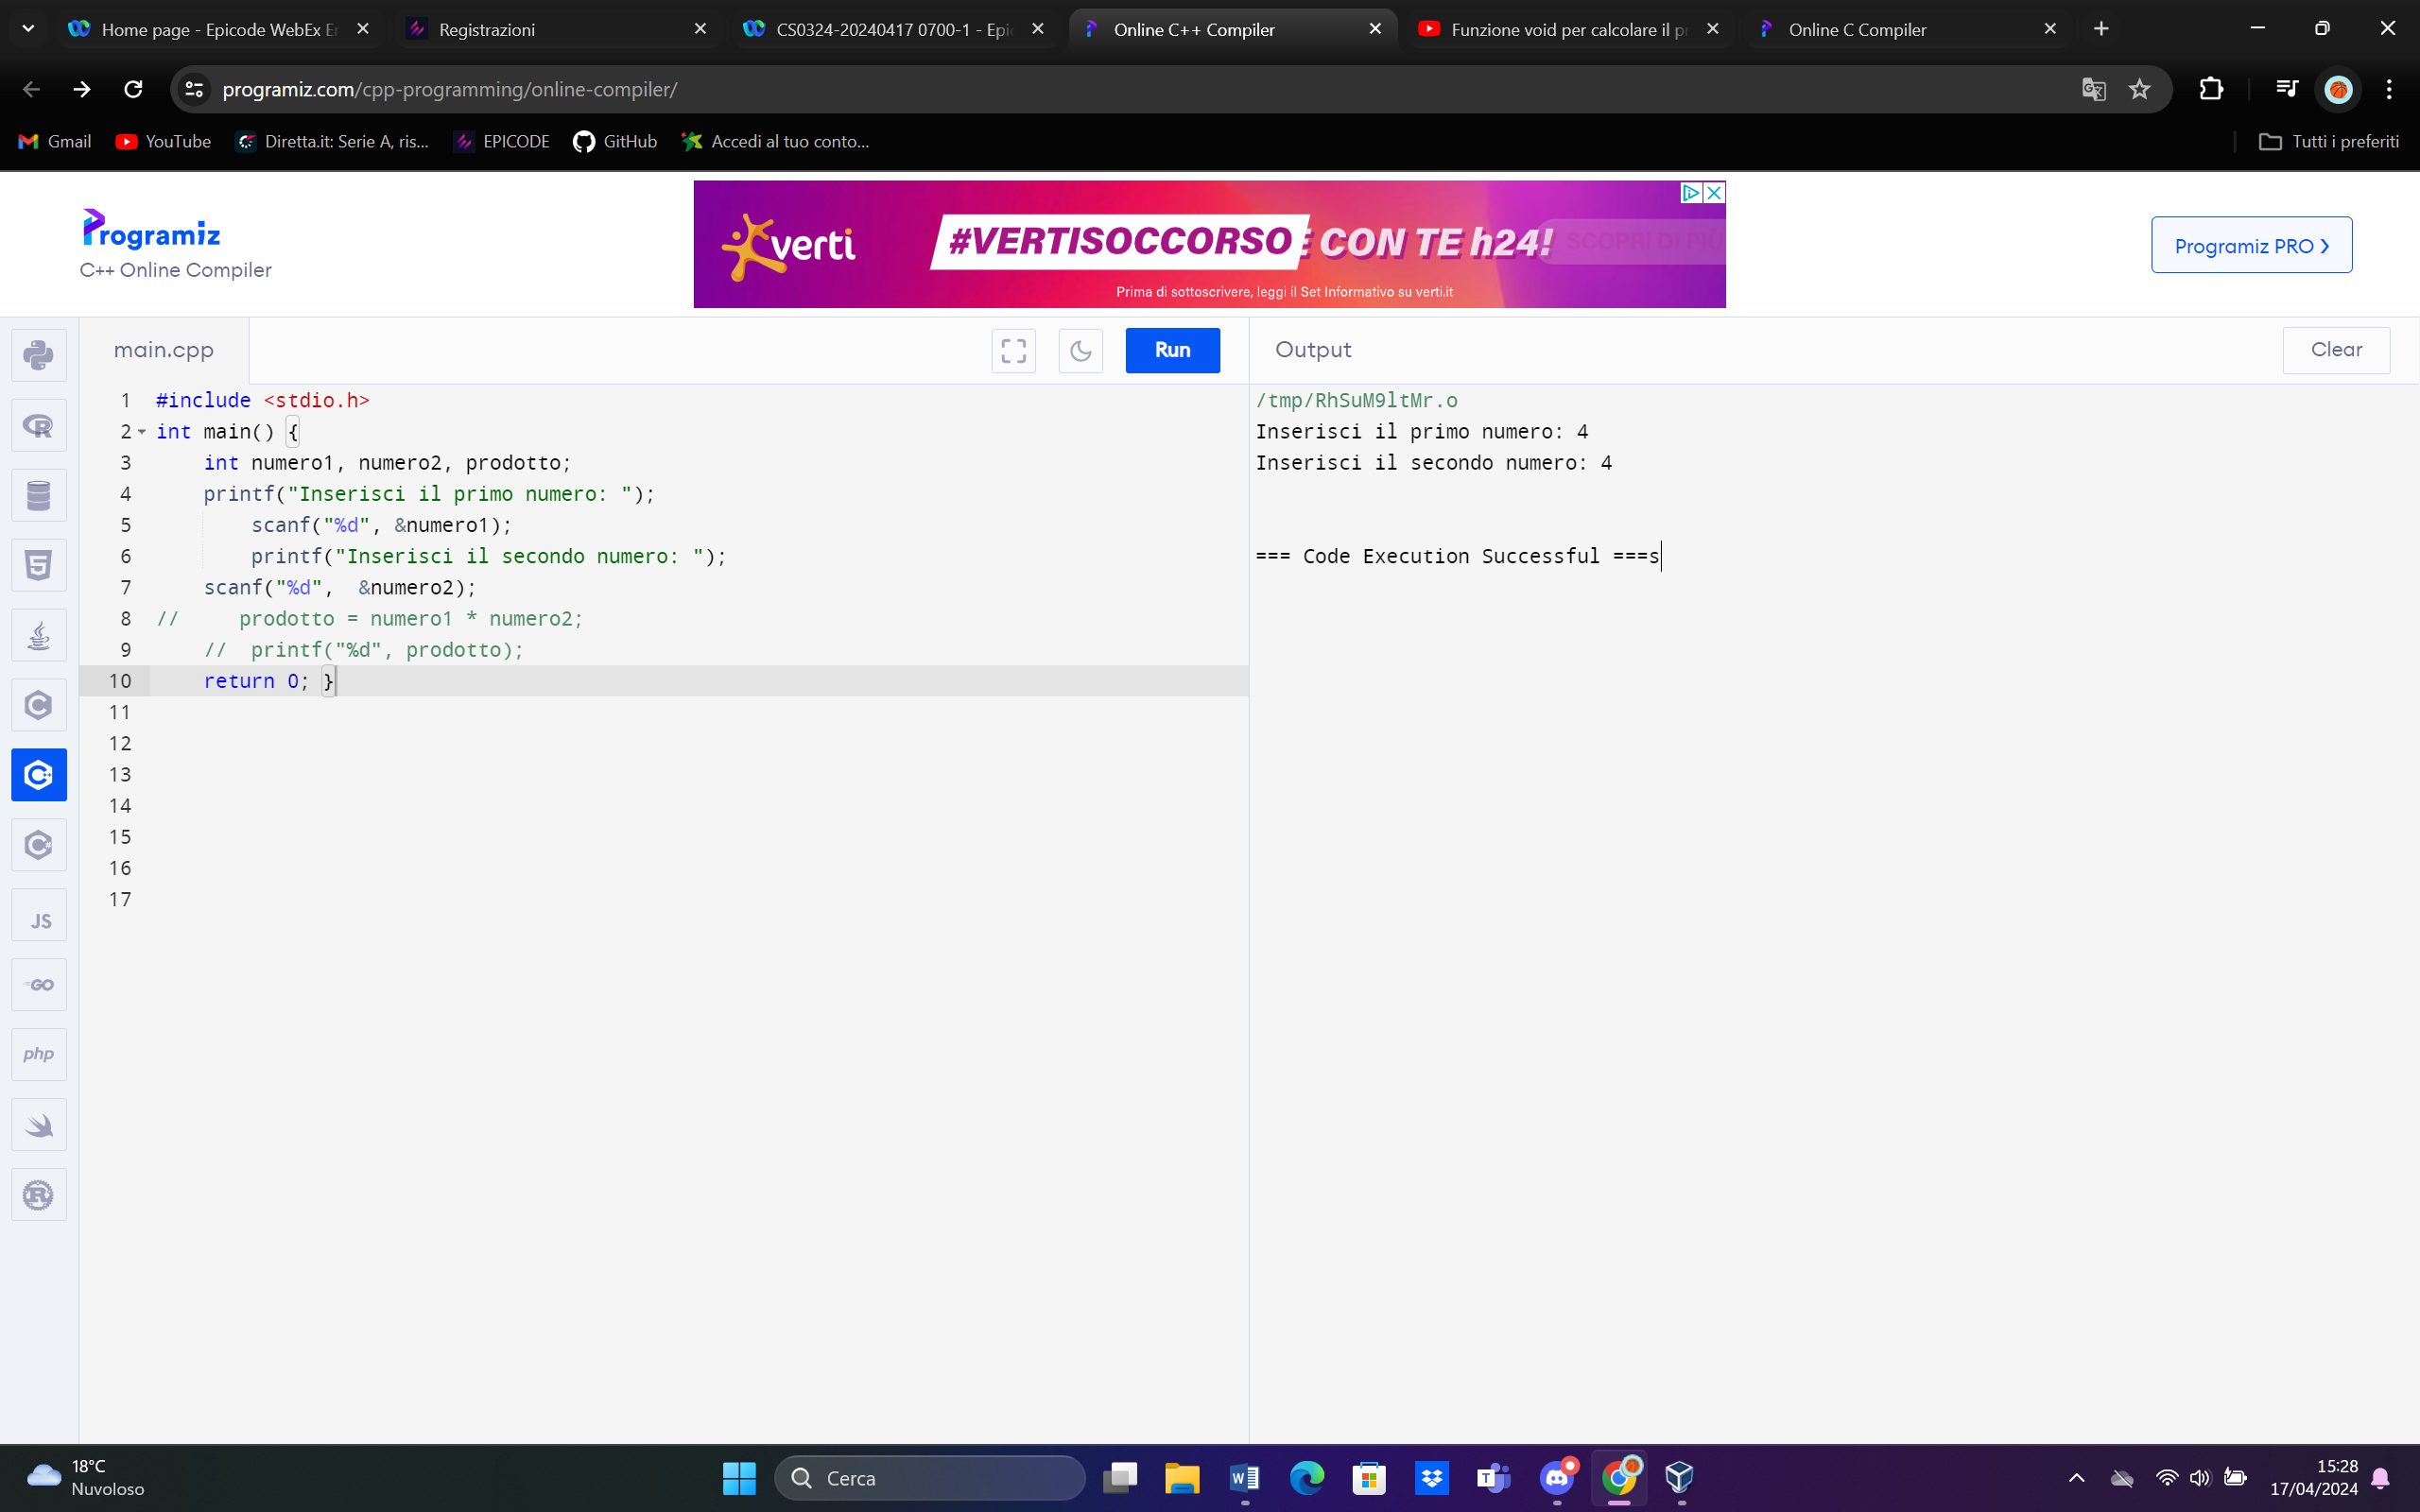 Home page - Epicode WebEx Er
Registrazioni
CS0324-20240417 0700-1 - Epic
Online C++ Compiler
Funzione void per calcolare il pr
Online C Compiler
programiz.com/cpp-programming/online-compiler/
Gmail
YouTube
Diretta.it: Serie A, ris...
EPICODE
GitHub
Accedi al tuo conto...
Tutti i preferiti
Programiz
C++ Online Compiler
verti
#VERTISOCCORSO E CON TE h24!
SCOPRI DI PIÙ
Prima di sottoscrivere, leggi il Set Informativo su verti.it
Programiz PRO
main.cpp
Run
Output
Clear
1 #include <stdio.h>
2 int main() {
3 int numero1, numero2, prodotto;
4 printf("Inserisci il primo numero: ");
5 scanf("%d", &numero1);
6 printf("Inserisci il secondo numero: ");
7 scanf("%d",  &numero2);
8 //     prodotto = numero1 * numero2;
9 //  printf("%d", prodotto);
10 return 0; }
11
12
13
14
15
16
17
/tmp/RhSuM9ltMr.o
Inserisci il primo numero: 4
Inserisci il secondo numero: 4
=== Code Execution Successful ===s
JS
GO
php
18°C
Nuvoloso
Cerca
15:28
17/04/2024